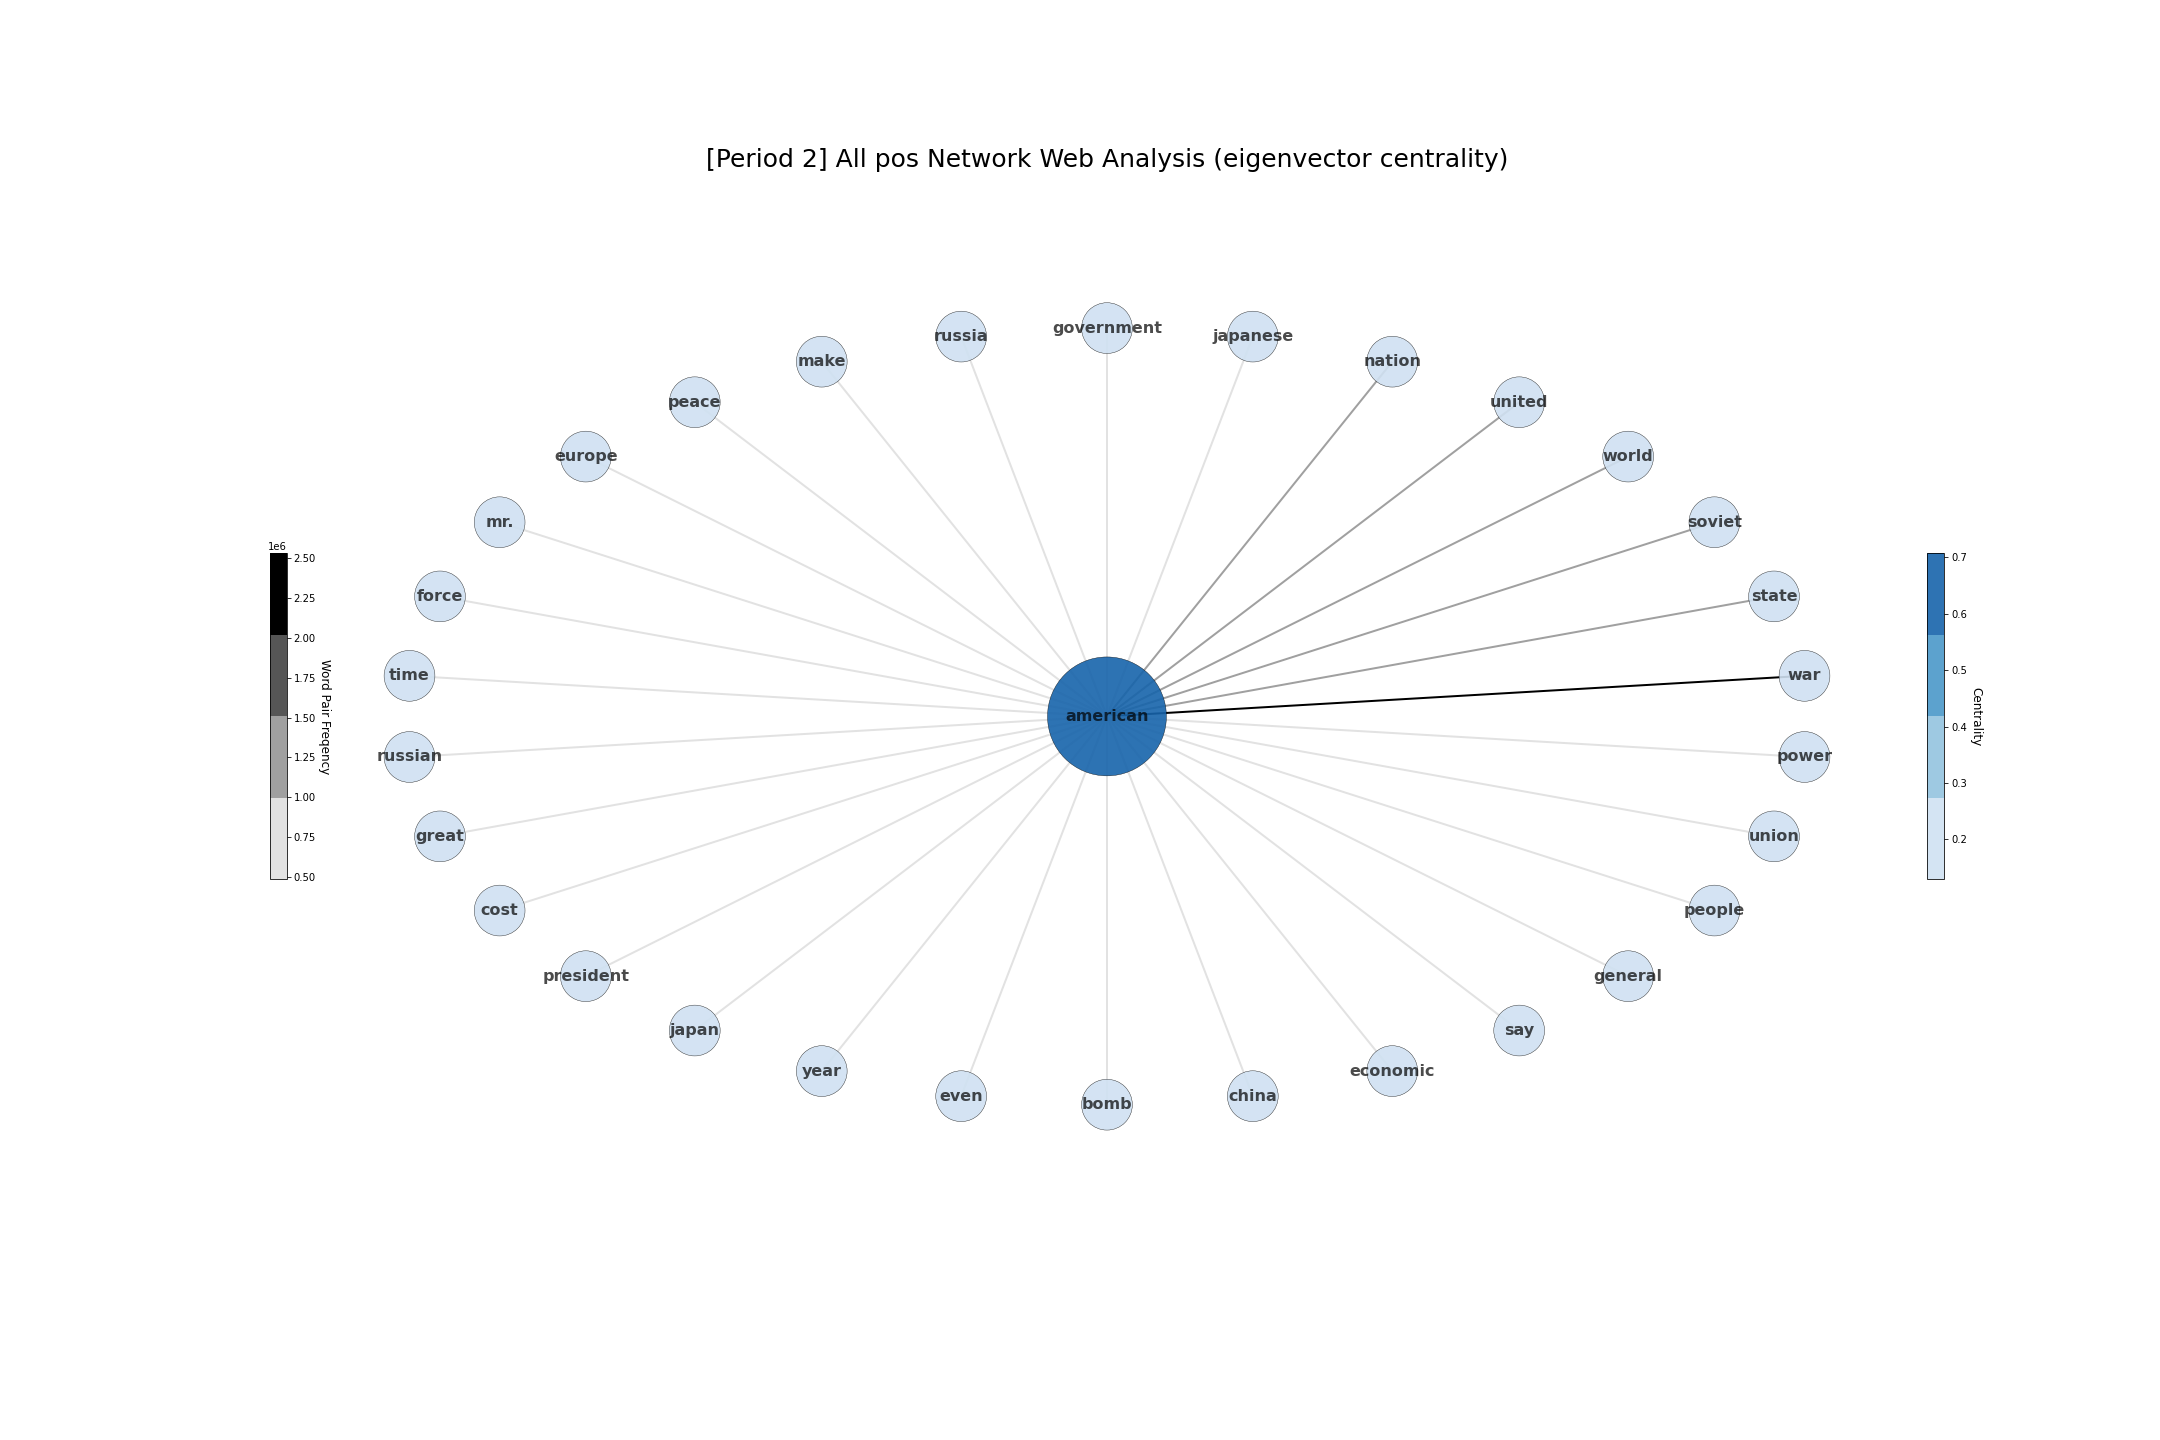 [Period 2] All pos Network Web Analysis (eigenvector centrality)
government
russia
japanese
make
nation
peace
united
europe
world
mr.
soviet
force
state
time
war
american
russian
power
great
union
cost
people
president
general
japan
say
year
economic
even
china
bomb
1e6
2.50
2.25
2.00
1.75
1.50
1.25
1.00
0.75
0.50
Word Pair Freqency
0.7
0.6
0.5
0.4
0.3
0.2
Centrality